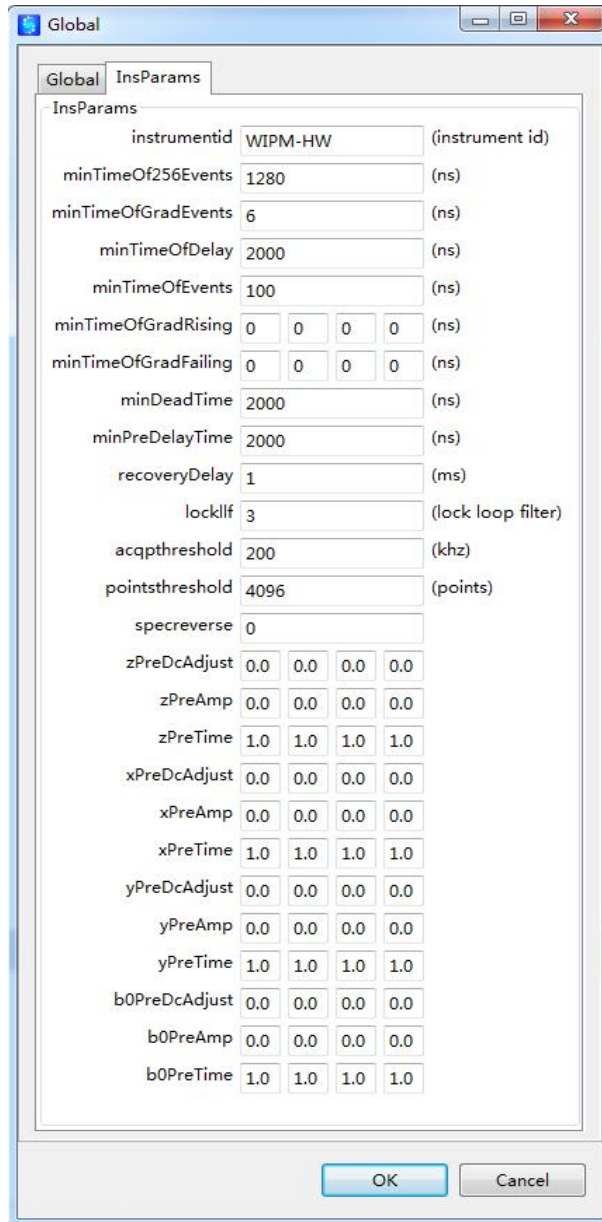 Global
Global InsParams
InsParams
instrumentid WIPM-HW (instrument id)
minTimeOf256Events 1280 (ns)
minTimeOfGradEvents 6 (ns)
minTimeOfDelay 2000 (ns)
minTimeOfEvents 100 (ns)
minTimeOfGradRising 0 0 0 0 (ns)
minTimeOfGradFailing 0 0 0 0 (ns)
minDeadTime 2000 (ns)
minPreDelayTime 2000 (ns)
recoveryDelay 1 (ms)
lockllf 3 (lock loop filter)
acqpthreshold 200 (khz)
pointsthreshold 4096 (points)
specreverse 0
zPreDcAdjust 0.0 0.0 0.0 0.0
zPreAmp 0.0 0.0 0.0 0.0
zPreTime 1.0 1.0 1.0 1.0
xPreDcAdjust 0.0 0.0 0.0 0.0
xPreAmp 0.0 0.0 0.0 0.0
xPreTime 1.0 1.0 1.0 1.0
yPreDcAdjust 0.0 0.0 0.0 0.0
yPreAmp 0.0 0.0 0.0 0.0
yPreTime 1.0 1.0 1.0 1.0
b0PreDcAdjust 0.0 0.0 0.0 0.0
b0PreAmp 0.0 0.0 0.0 0.0
b0PreTime 1.0 1.0 1.0 1.0
OK Cancel